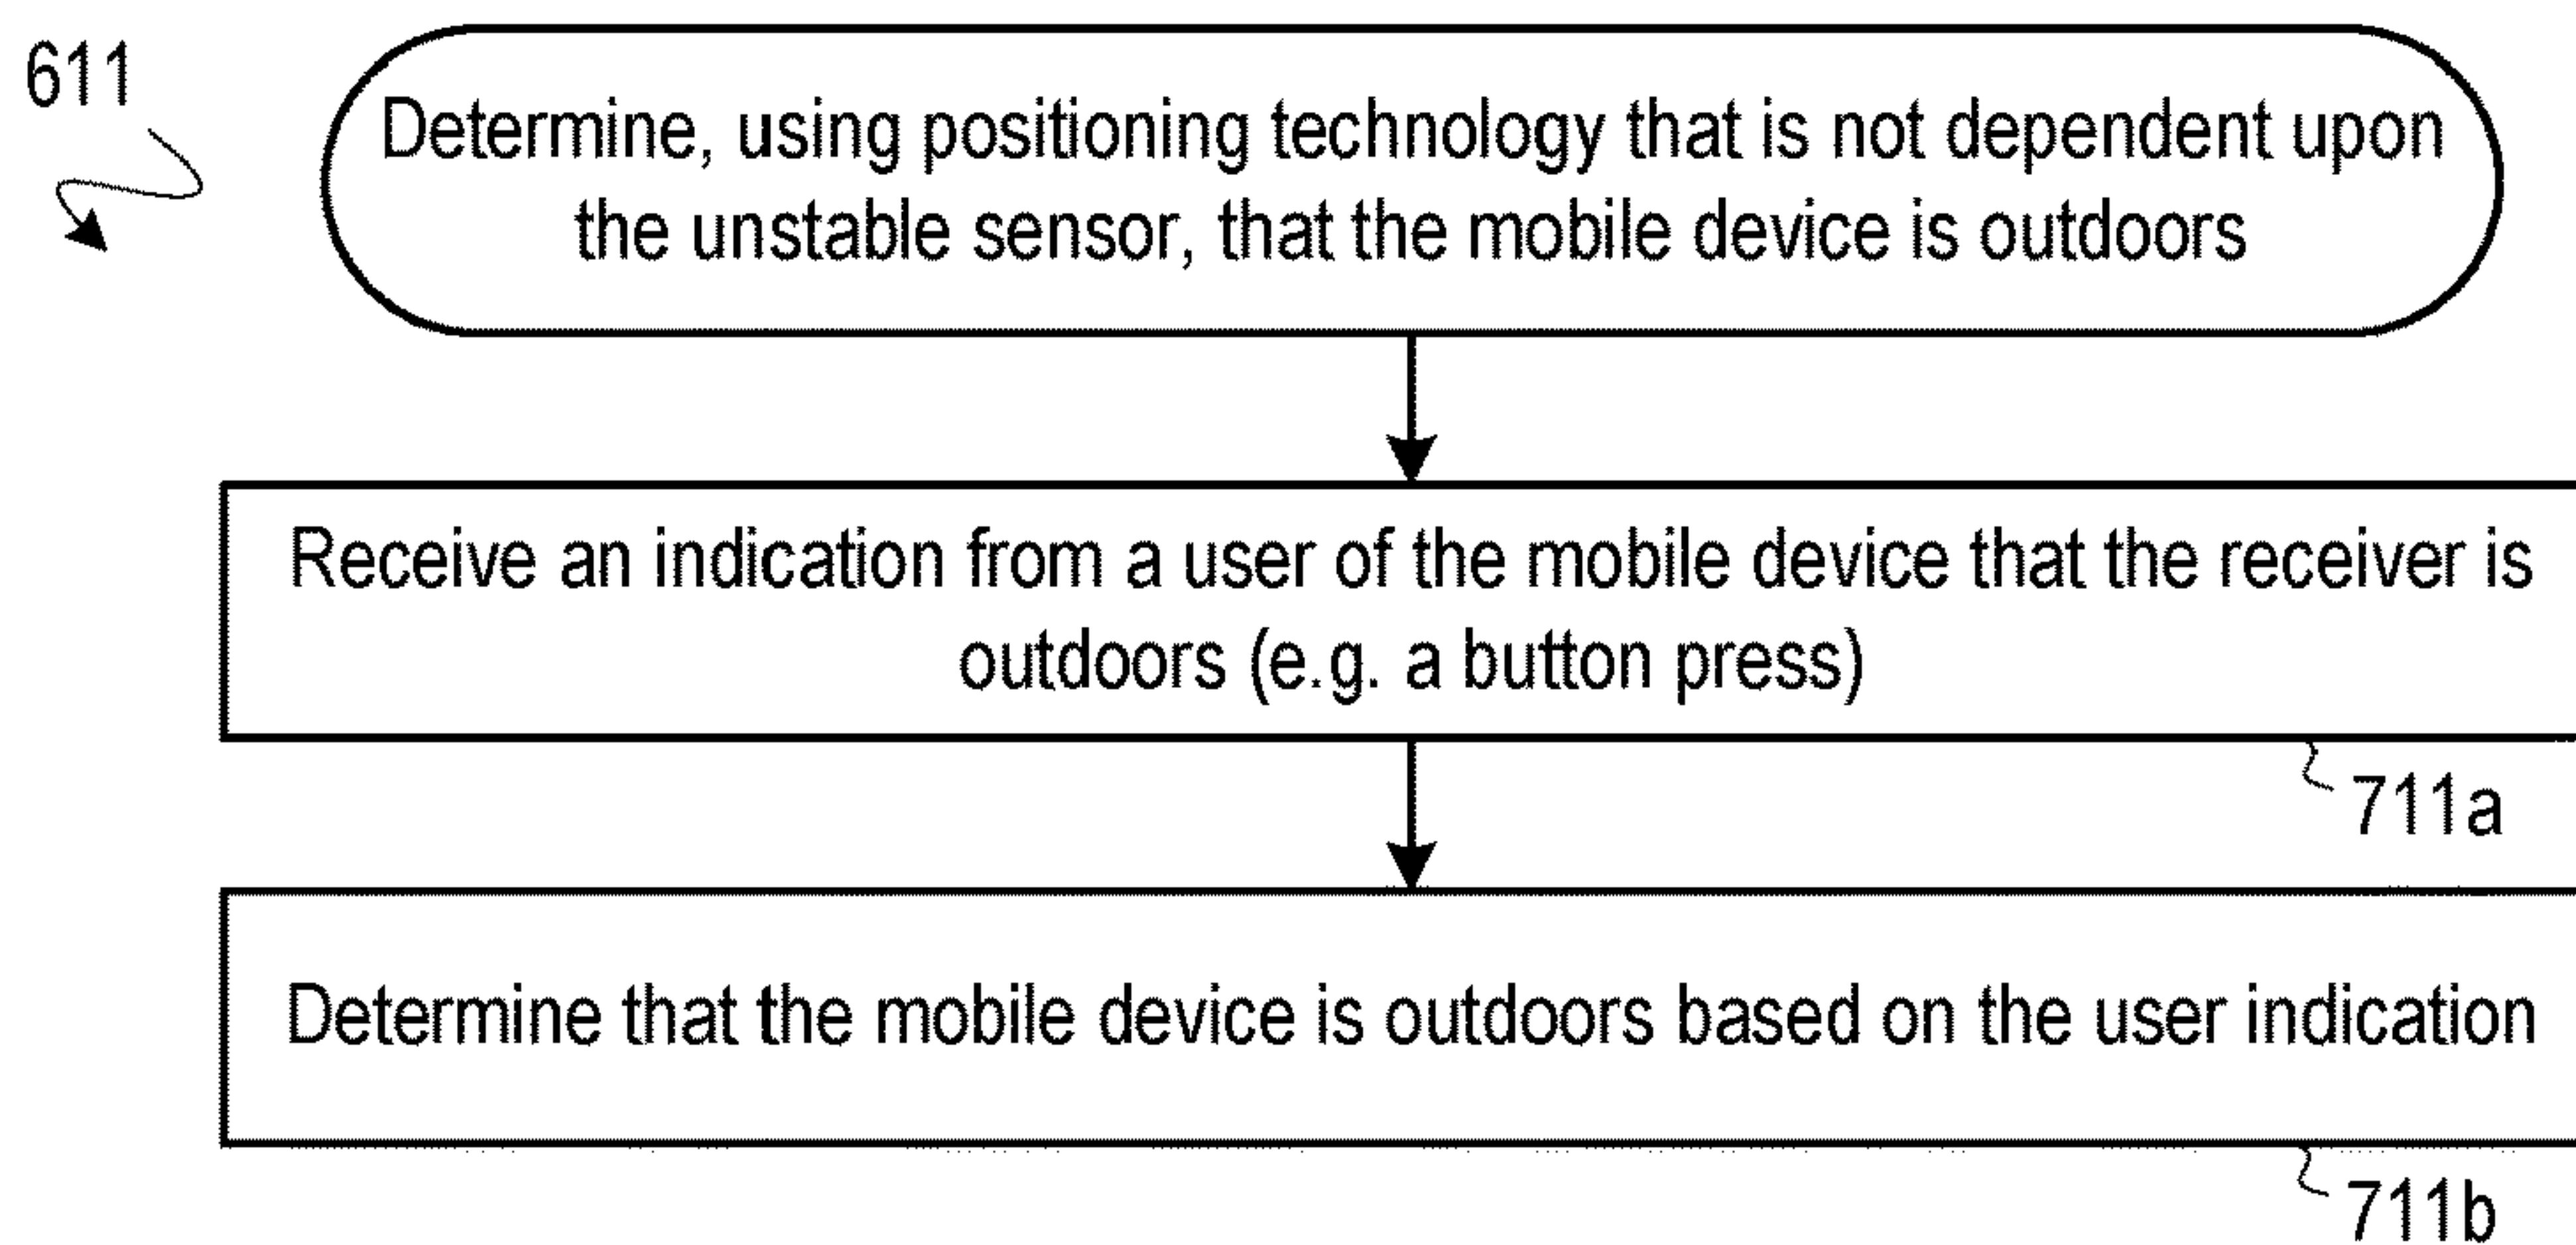 611
Determine, using positioning technology that is not dependent upon
the unstable sensor, that the mobile device is outdoors
Receive an indication from a user of the mobile device that the receiver is
outdoors (e.g. a button press)
711a
Determine that the mobile device is outdoors based on the user indication
711b